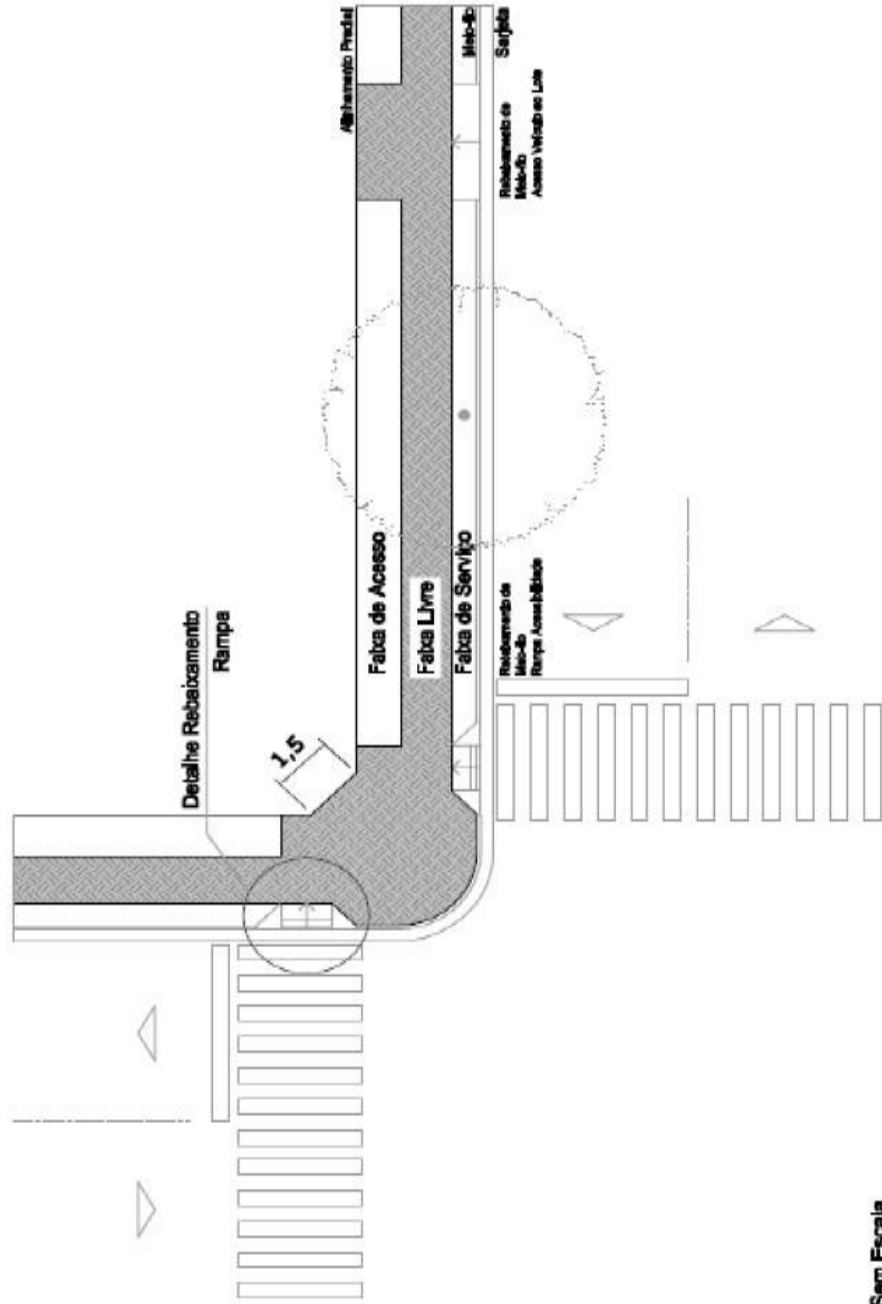 Alinhamento Predial
Meio-fio
Sarjeta
Rebaixamento de
Meio-fio
Acesso Veículo ao Lote
Detalhe Rebaixamento
Rampa
1,5
Faixa de Acesso
Faixa Livre
Faixa de Serviço
Rebaixamento de
Meio-fio
Rampa Acessibilidade
Sem Escala